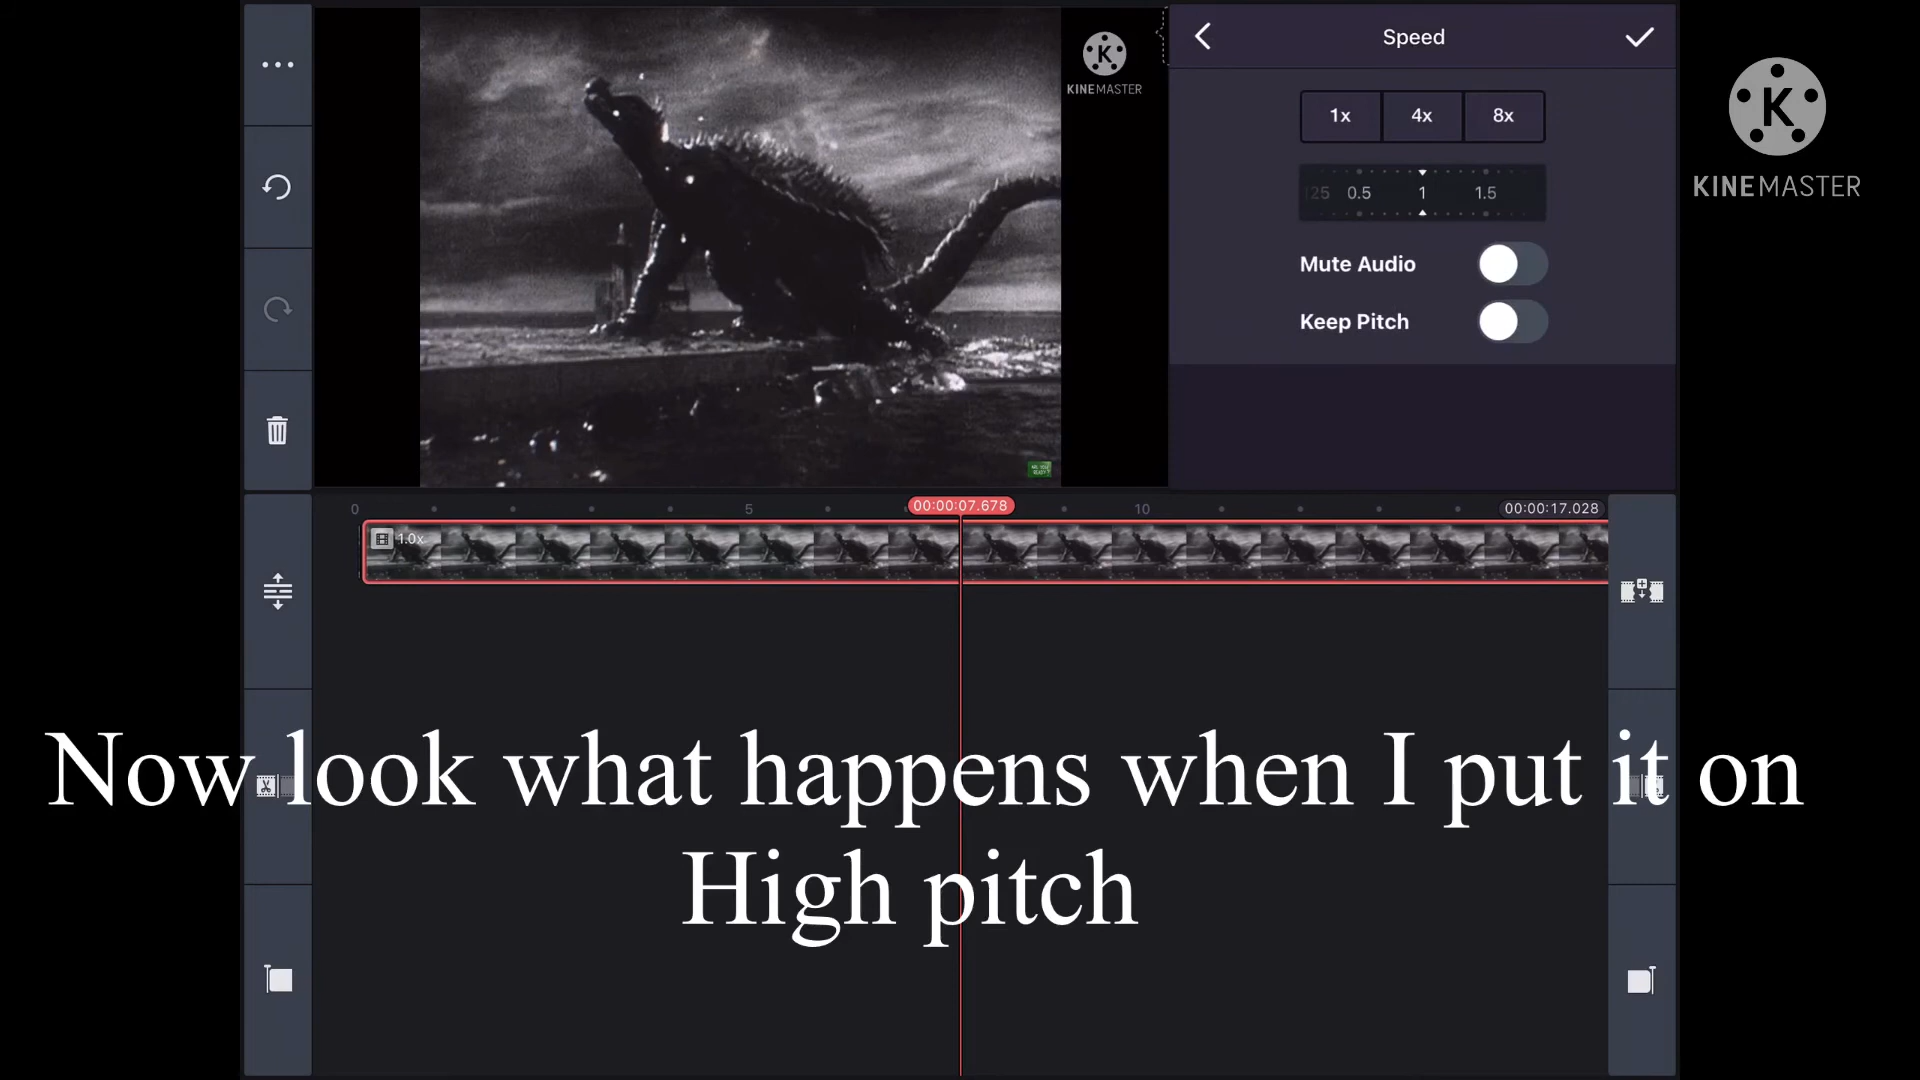 KINEMASTER
Speed
1x 4x 8x
0.5 1 1.5
Mute Audio
Keep Pitch
KINEMASTER
0 5 00:00:07.678 10 00:00:17.028
1.0x
Now look what happens when I put it on
High pitch